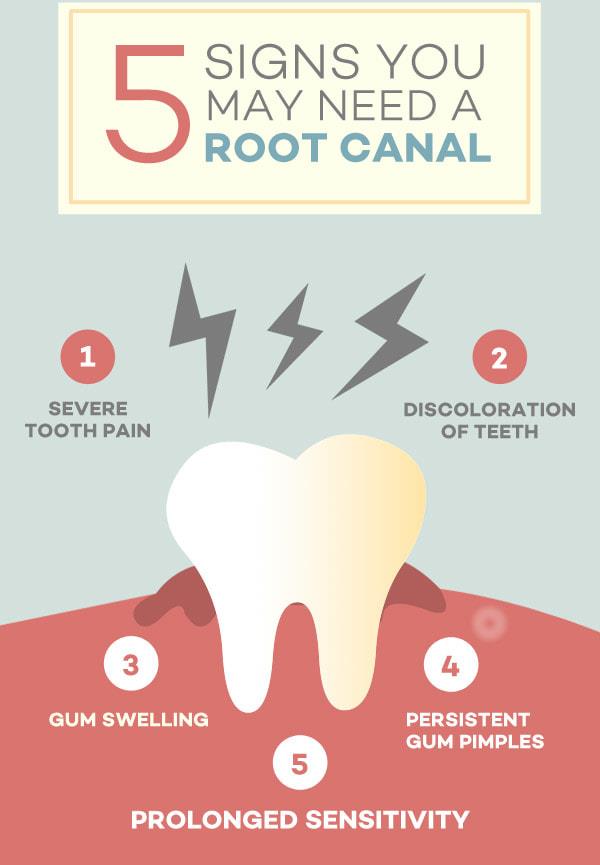 5 SIGNS YOU
MAY NEED A
ROOT CANAL
1
SEVERE
TOOTH PAIN
2
DISCOLORATION
OF TEETH
3
GUM SWELLING
4
PERSISTENT
GUM PIMPLES
5
PROLONGED SENSITIVITY